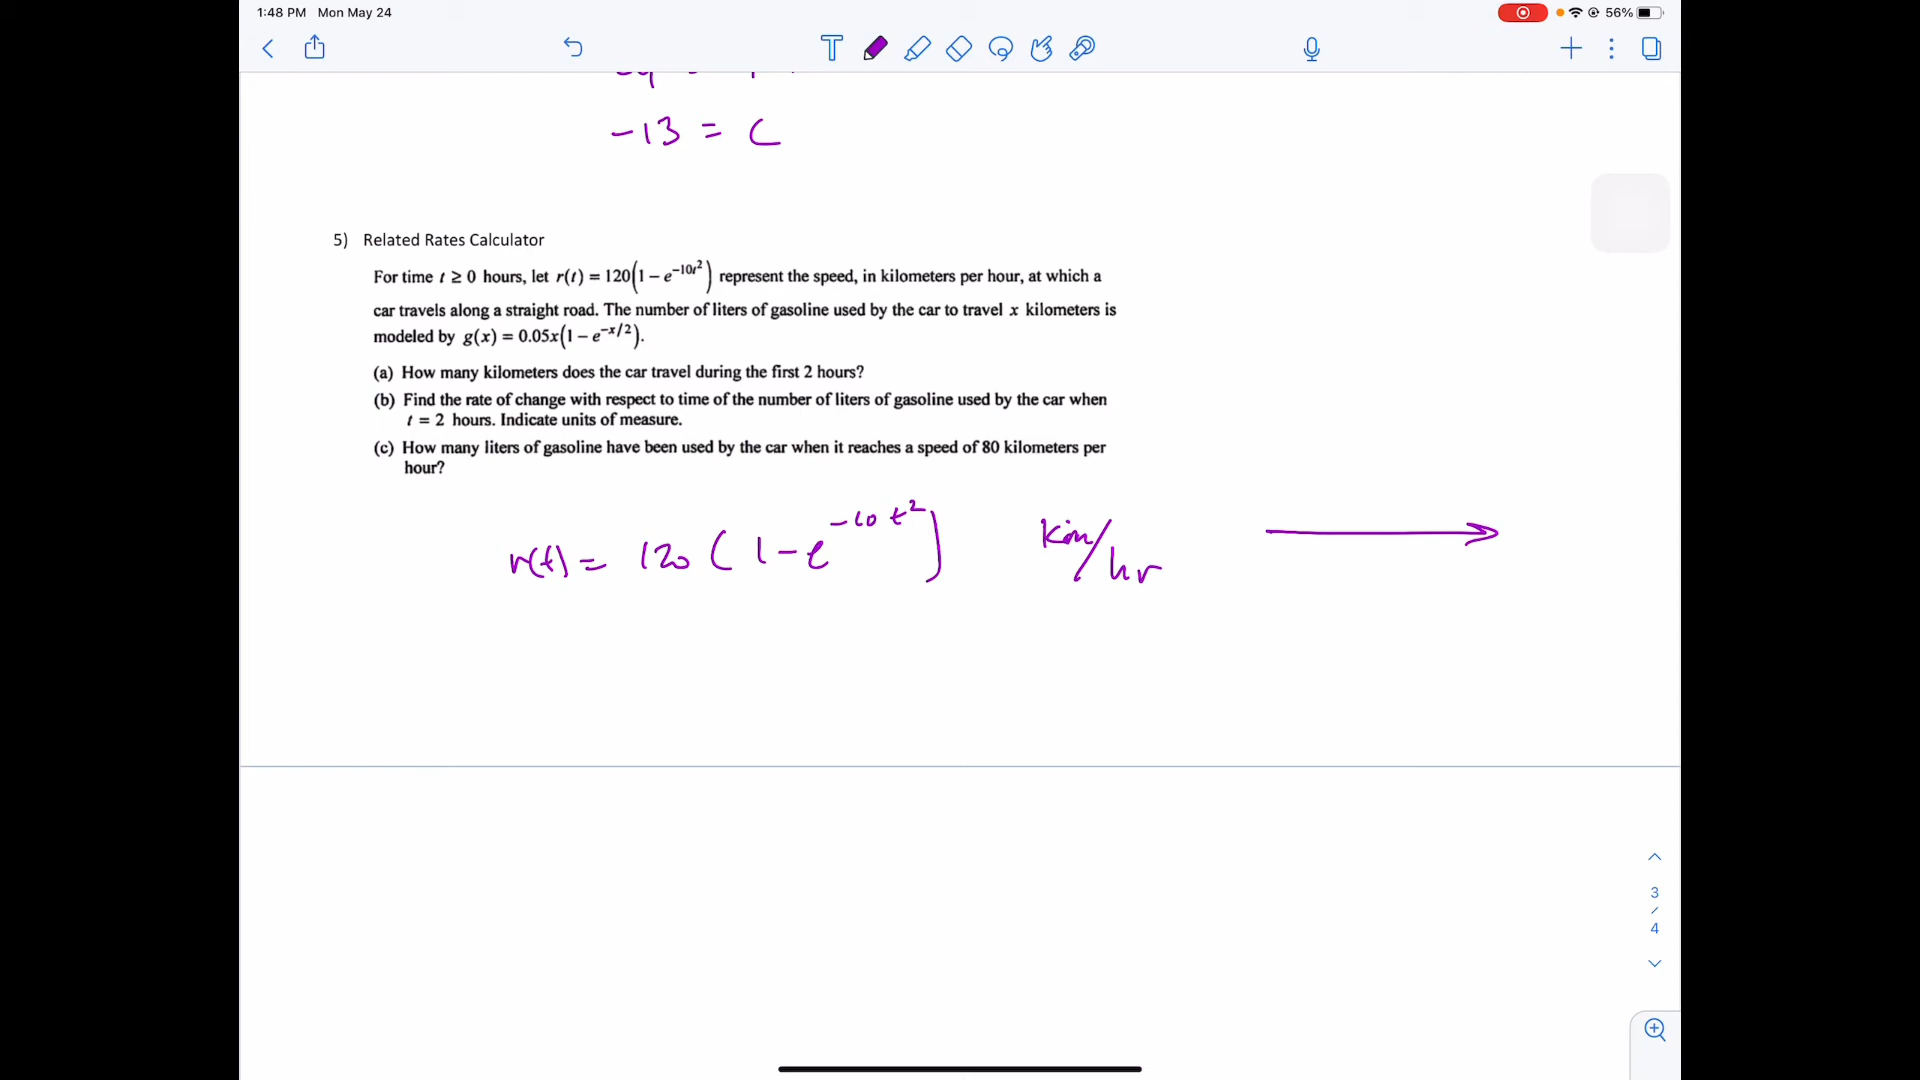 1:48 PM Mon May 24
56%
T
-13 = C
5) Related Rates Calculator
For time t ≥ 0 hours, let r(t) = 120(1 − e^{−10t^2}) represent the speed, in kilometers per hour, at which a
car travels along a straight road. The number of liters of gasoline used by the car to travel x kilometers is
modeled by g(x) = 0.05x(1 − e^{−x/2}).
(a) How many kilometers does the car travel during the first 2 hours?
(b) Find the rate of change with respect to time of the number of liters of gasoline used by the car when
t = 2 hours. Indicate units of measure.
(c) How many liters of gasoline have been used by the car when it reaches a speed of 80 kilometers per
hour?
r(t) = 120 (1 - e^{-10 t^2}) km/hr
3
/
4